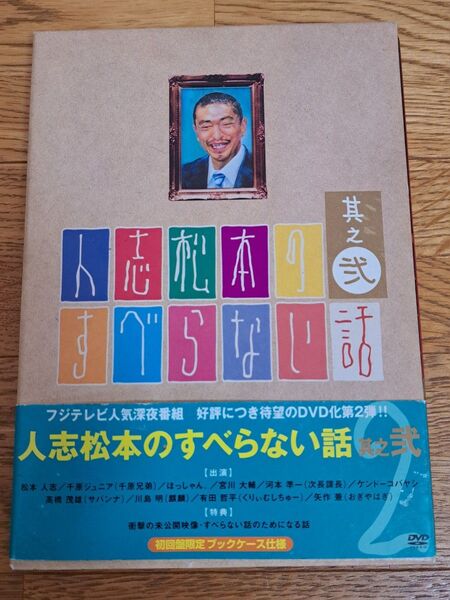 其之弐
人志松本の
すべらない話
フジテレビ人気深夜番組 好評につき待望のDVD化第2弾!!
人志松本のすべらない話 其之弐
2
【出演】
松本 人志/千原ジュニア(千原兄弟)/ほっしゃん。/宮川 大輔/河本 準一(次長課長)/ケンドーコバヤシ
高橋 茂雄(サバンナ)/川島 明(麒麟)/有田 哲平(くりぃむしちゅー)/矢作 兼(おぎやはぎ)
【特典】
衝撃の未公開映像・すべらない話のためになる話
初回盤限定 ブックケース仕様
DVD